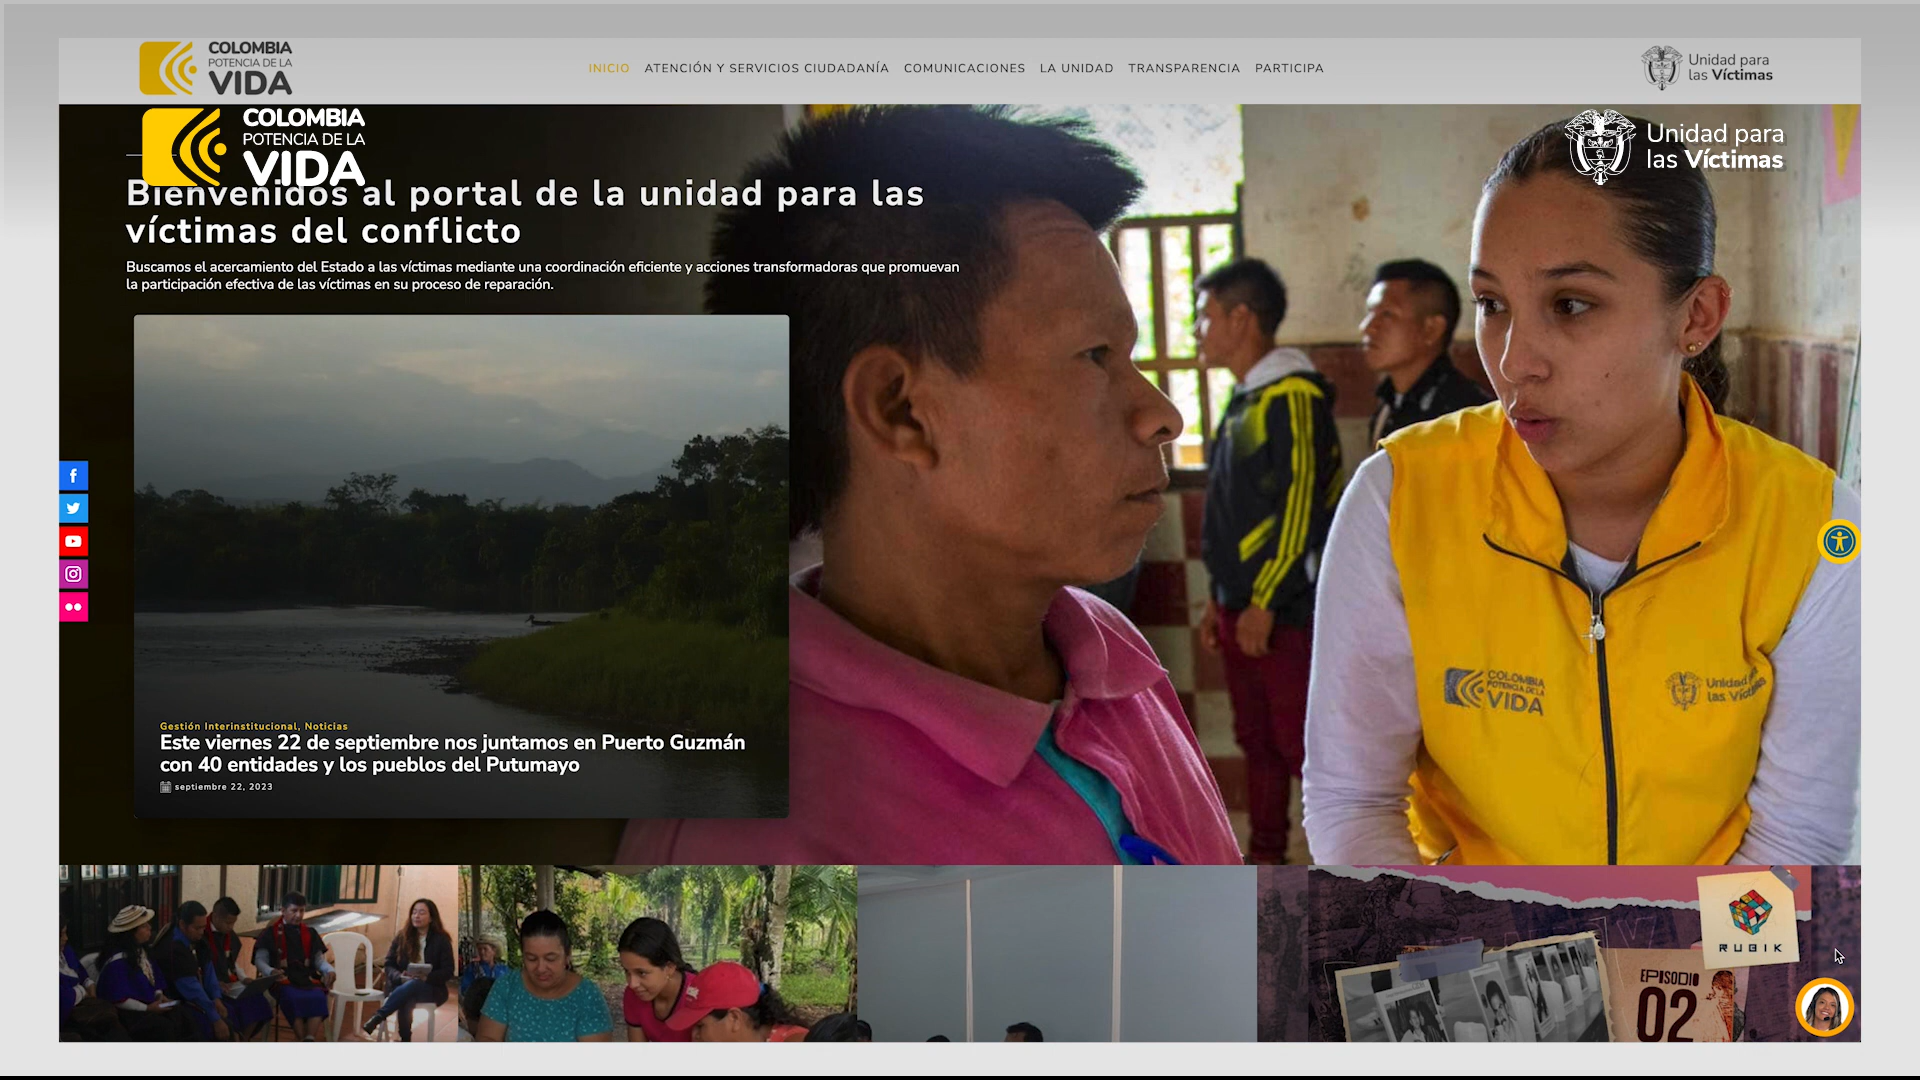 COLOMBIA
POTENCIA DE LA
VIDA
INICIO ATENCIÓN Y SERVICIOS CIUDADANÍA COMUNICACIONES LA UNIDAD TRANSPARENCIA PARTICIPA
Unidad para
las Víctimas
COLOMBIA
POTENCIA DE LA
VIDA
Unidad para
las Víctimas
Bienvenidos al portal de la unidad para las
víctimas del conflicto
Buscamos el acercamiento del Estado a las víctimas mediante una coordinación eficiente y acciones transformadoras que promuevan
la participación efectiva de las víctimas en su proceso de reparación.
Gestión Interinstitucional, Noticias
Este viernes 22 de septiembre nos juntamos en Puerto Guzmán
con 40 entidades y los pueblos del Putumayo
septiembre 22, 2023
COLOMBIA
POTENCIA DE LA
VIDA
Unidad
las Víctimas
RUBIK
EPISODIO
02